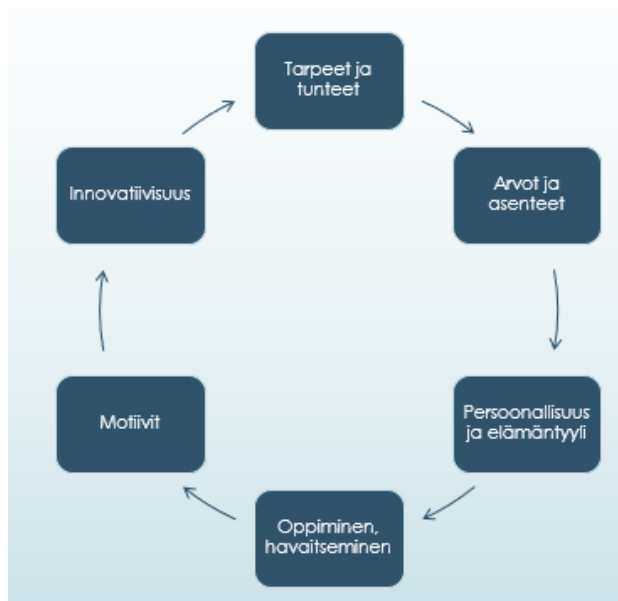 Tarpeet ja
tunteet
Arvot ja
asenteet
Persoonallisuus
ja elämäntyyli
Oppiminen,
havaitseminen
Motiivit
Innovatiivisuus